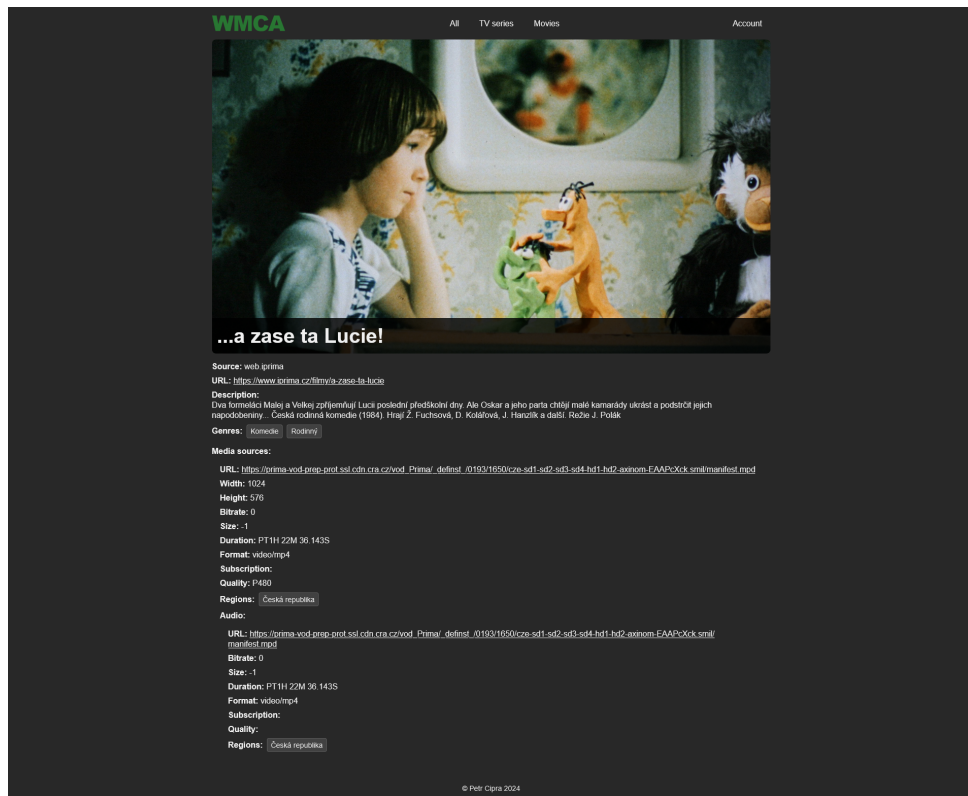 WMCA
All TV series Movies Account
...a zase ta Lucie!
Source: web.iprima
URL: https://www.iprima.cz/filmy/a-zase-ta-lucie
Description:
Dva formeláci Malej a Velkej zpříjemňují Lucii poslední předškolní dny. Ale Oskar a jeho parta chtějí malé kamarády ukrást a podstrčit jejich
napodobeniny... Česká rodinná komedie (1984). Hrají Ž. Fuchsová, D. Kolářová, J. Hanzlík a další. Režie J. Polák
Genres: Komedie Rodinný
Media sources:
URL: https://prima-vod-prep-prot.ssl.cdn.cra.cz/vod_Prima/_definst_/0193/1650/cze-sd1-sd2-sd3-sd4-hd1-hd2-axinom-EAAPcXck.smil/manifest.mpd
Width: 1024
Height: 576
Bitrate: 0
Size: -1
Duration: PT1H 22M 36.143S
Format: video/mp4
Subscription:
Quality: P480
Regions: Česká republika
Audio:
URL: https://prima-vod-prep-prot.ssl.cdn.cra.cz/vod_Prima/_definst_/0193/1650/cze-sd1-sd2-sd3-sd4-hd1-hd2-axinom-EAAPcXck.smil/
manifest.mpd
Bitrate: 0
Size: -1
Duration: PT1H 22M 36.143S
Format: video/mp4
Subscription:
Quality:
Regions: Česká republika
© Petr Cipra 2024